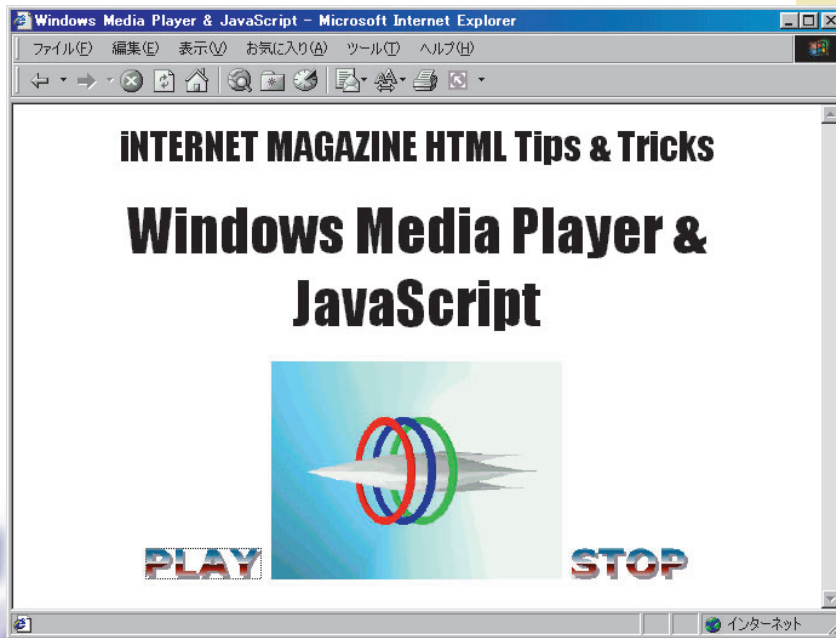 Windows Media Player & JavaScript - Microsoft Internet Explorer
ファイル(F) 編集(E) 表示(V) お気に入り(A) ツール(T) ヘルプ(H)
iNTERNET MAGAZINE HTML Tips & Tricks
Windows Media Player &
JavaScript
PLAY STOP
インターネット